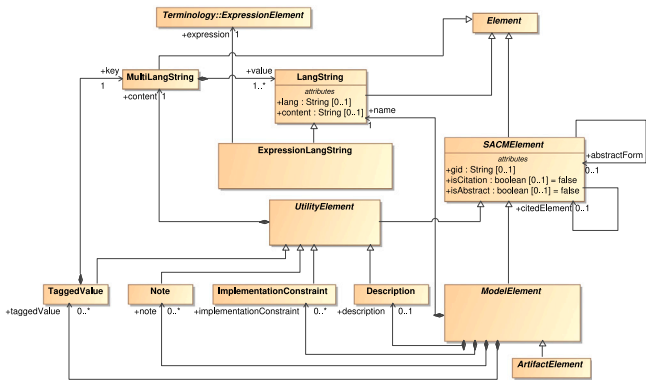 Terminology::ExpressionElement
Element
+expression 1
+key
1
MultiLangString
+content 1
+value
1..*
LangString
attributes
+lang : String [0..1]
+content : String [0..1]
+name
1
ExpressionLangString
SACMElement
attributes
+gid : String [0..1]
+isCitation : boolean [0..1] = false
+isAbstract : boolean [0..1] = false
+abstractForm
0..1
+citedElement 0..1
UtilityElement
TaggedValue
+taggedValue 0..*
Note
+note 0..*
ImplementationConstraint
+implementationConstraint 0..*
Description
+description 0..1
ModelElement
ArtifactElement